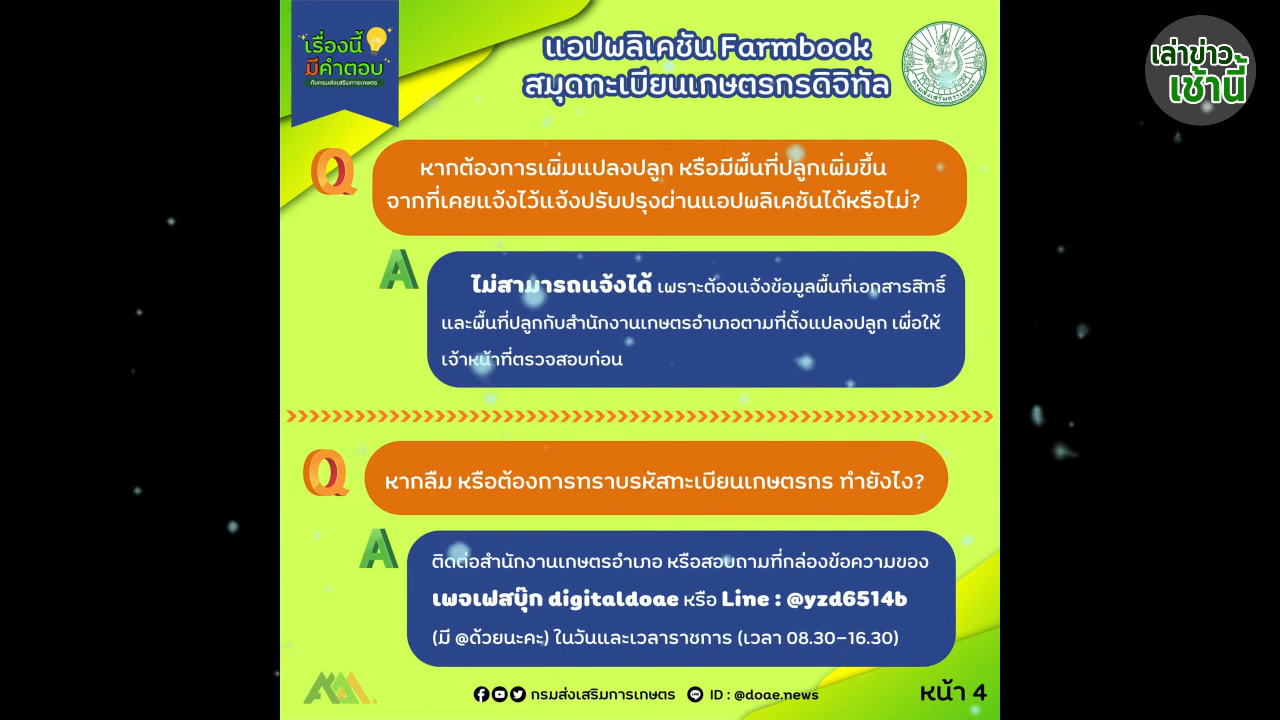 เรื่องนี้
มีคำตอบ
กับกรมส่งเสริมการเกษตร
แอปพลิเคชัน Farmbook
สมุดทะเบียนเกษตรกรดิจิทัล
เล่าข่าว
เช้านี้
Q
หากต้องการเพิ่มแปลงปลูก หรือมีพื้นที่ปลูกเพิ่มขึ้น
จากที่เคยแจ้งไว้แจ้งปรับปรุงผ่านแอปพลิเคชันได้หรือไม่?
A
ไม่สามารถแจ้งได้ เพราะต้องแจ้งข้อมูลพื้นที่เอกสารสิทธิ์
และพื้นที่ปลูกกับสำนักงานเกษตรอำเภอตามที่ตั้งแปลงปลูก เพื่อให้
เจ้าหน้าที่ตรวจสอบก่อน
Q
หากลืม หรือต้องการทราบรหัสทะเบียนเกษตรกร ทำยังไง?
A
ติดต่อสำนักงานเกษตรอำเภอ หรือสอบถามที่กล่องข้อความของ
เพจเฟสบุ๊ก digitaldoae หรือ Line : @yzd6514b
(มี @ด้วยนะคะ) ในวันและเวลาราชการ (เวลา 08.30-16.30)
กรมส่งเสริมการเกษตร ID : @doae.news
หน้า 4